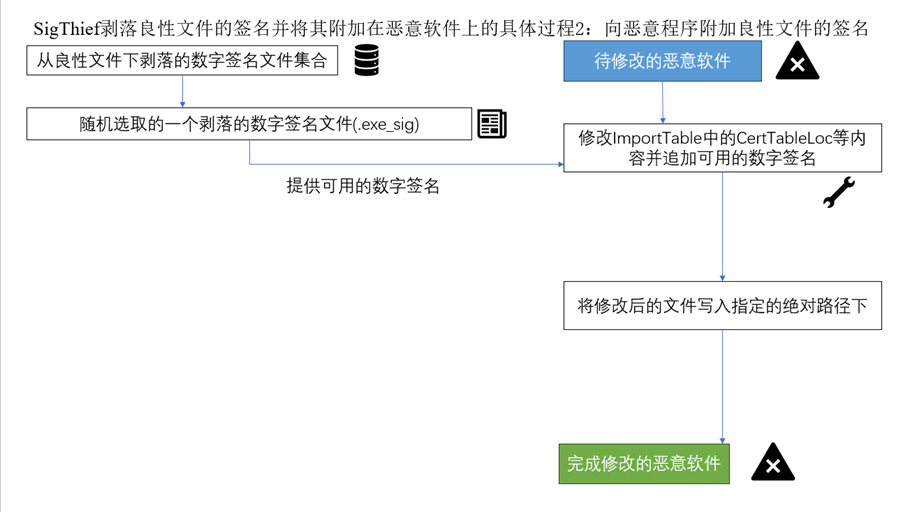 SigThief剥落良性文件的签名并将其附加在恶意软件上的具体过程2：向恶意程序附加良性文件的签名
从良性文件下剥落的数字签名文件集合
待修改的恶意软件
随机选取的一个剥落的数字签名文件(.exe_sig)
修改ImportTable中的CertTableLoc等内
容并追加可用的数字签名
提供可用的数字签名
将修改后的文件写入指定的绝对路径下
完成修改的恶意软件